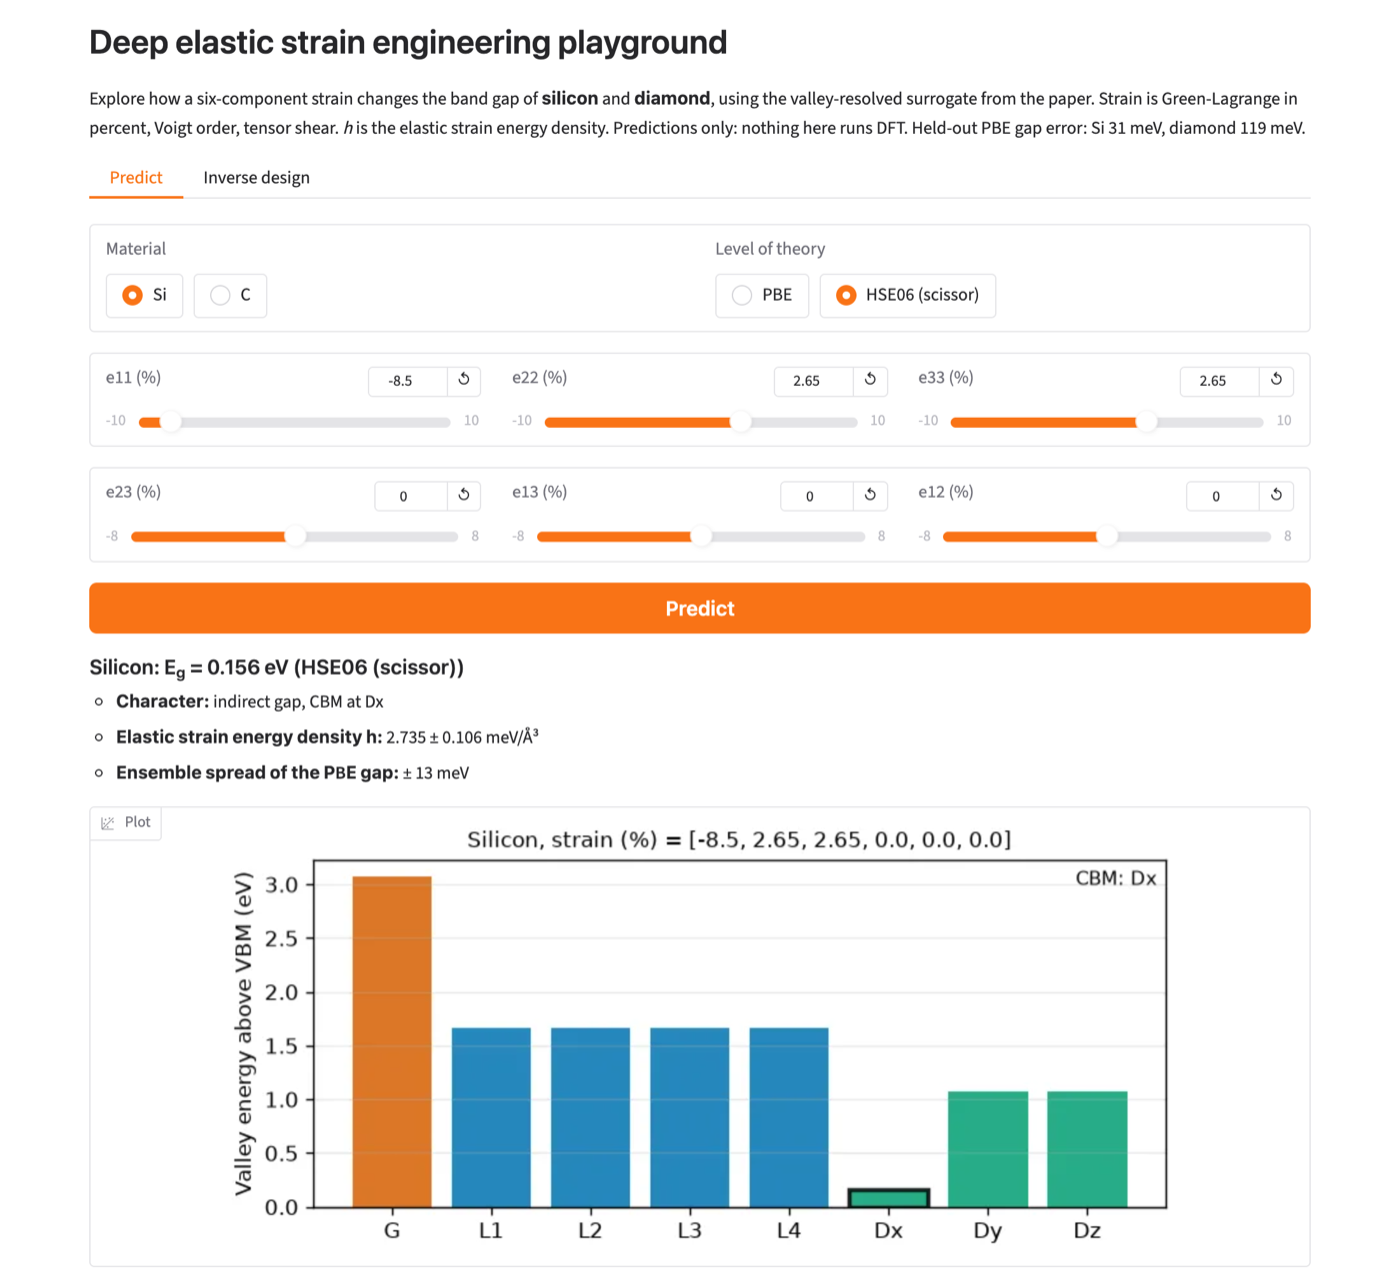 Deep elastic strain engineering playground
Explore how a six-component strain changes the band gap of silicon and diamond, using the valley-resolved surrogate from the paper. Strain is Green-Lagrange in
percent, Voigt order, tensor shear. h is the elastic strain energy density. Predictions only: nothing here runs DFT. Held-out PBE gap error: Si 31 meV, diamond 119 meV.
Predict Inverse design
Material Level of theory
Si C PBE HSE06 (scissor)
e11 (%) -8.5 e22 (%) 2.65 e33 (%) 2.65
-10 10 -10 10 -10 10
e23 (%) 0 e13 (%) 0 e12 (%) 0
-8 8 -8 8 -8 8
Predict
Silicon: Eg = 0.156 eV (HSE06 (scissor))
Character: indirect gap, CBM at Dx
Elastic strain energy density h: 2.735 ± 0.106 meV/Å³
Ensemble spread of the PBE gap: ± 13 meV
Plot
Silicon, strain (%) = [-8.5, 2.65, 2.65, 0.0, 0.0, 0.0]
CBM: Dx
Valley energy above VBM (eV)
3.0
2.5
2.0
1.5
1.0
0.5
0.0
G L1 L2 L3 L4 Dx Dy Dz